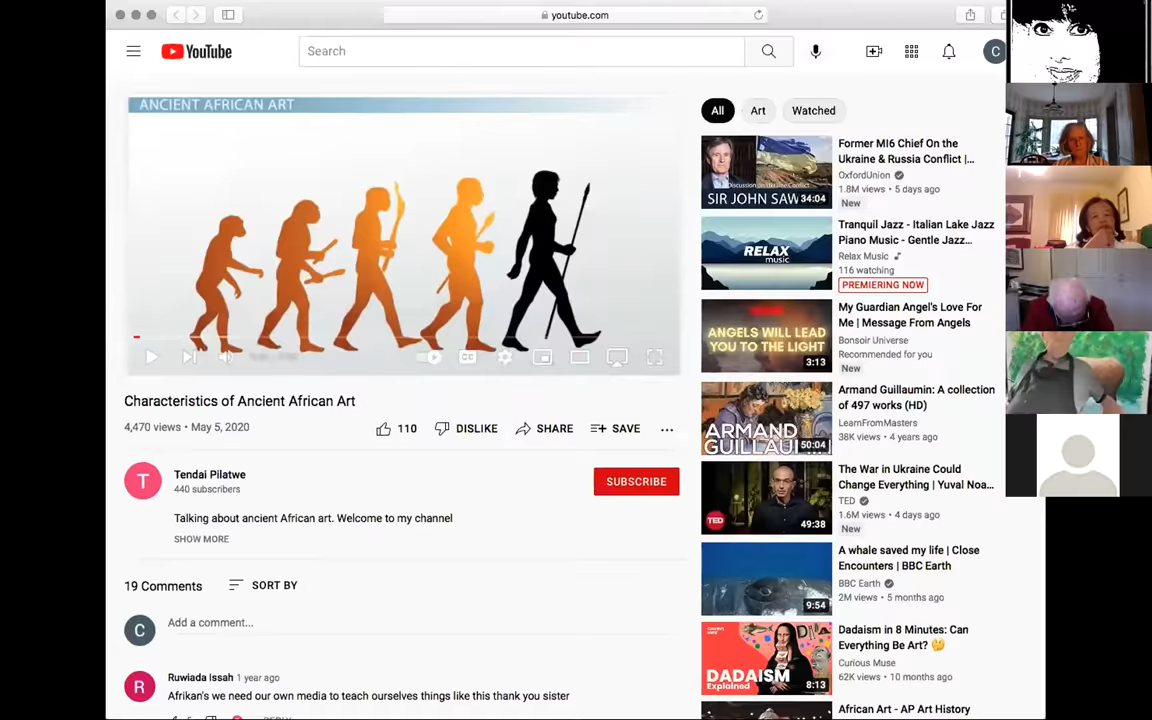 youtube.com
YouTube
Search
C
ANCIENT AFRICAN ART
CC
Characteristics of Ancient African Art
4,470 views • May 5, 2020
110
DISLIKE
SHARE
SAVE
T
Tendai Pilatwe
440 subscribers
SUBSCRIBE
Talking about ancient African art. Welcome to my channel
SHOW MORE
19 Comments
SORT BY
C
Add a comment...
R
Ruwiada Issah 1 year ago
Afrikan's we need our own media to teach ourselves things like this thank you sister
All
Art
Watched
SIR JOHN SAW
34:04
Former MI6 Chief On the
Ukraine & Russia Conflict |...
OxfordUnion
1.8M views • 5 days ago
New
RELAX
music
Tranquil Jazz - Italian Lake Jazz
Piano Music - Gentle Jazz...
Relax Music
116 watching
PREMIERING NOW
ANGELS WILL LEAD
YOU TO THE LIGHT
3:13
My Guardian Angel's Love For
Me | Message From Angels
Bonsoir Universe
Recommended for you
New
ARMAND
GUILLAUMIN
50:04
Armand Guillaumin: A collection
of 497 works (HD)
LearnFromMasters
38K views • 4 years ago
TED
49:38
The War in Ukraine Could
Change Everything | Yuval Noa...
TED
1.6M views • 4 days ago
New
9:54
A whale saved my life | Close
Encounters | BBC Earth
BBC Earth
2M views • 5 months ago
DADAISM
Explained
8:13
Dadaism in 8 Minutes: Can
Everything Be Art? 🤔
Curious Muse
62K views • 10 months ago
African Art - AP Art History